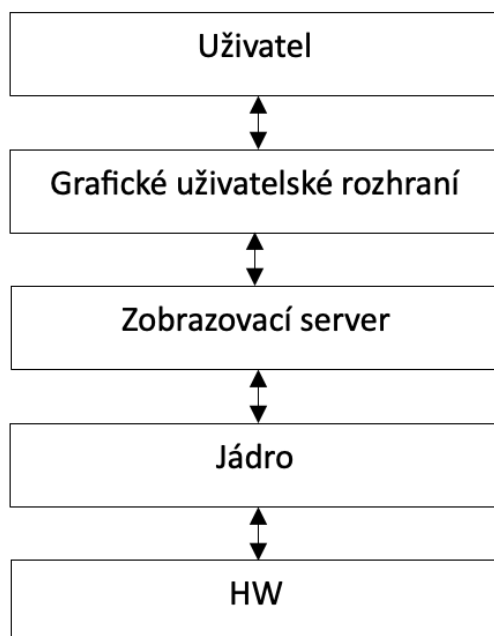 Uživatel
Grafické uživatelské rozhraní
Zobrazovací server
Jádro
HW